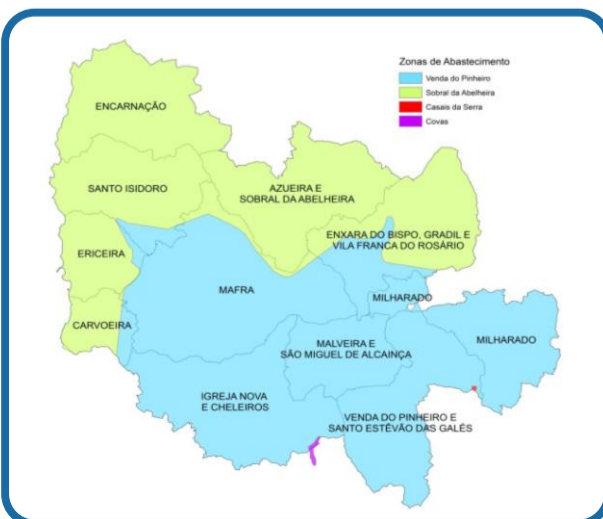 Zonas de Abastecimento
Venda do Pinheiro
Sobral da Abelheira
Casais da Serra
Covas
ENCARNAÇÃO
SANTO ISIDORO
AZUEIRA E
SOBRAL DA ABELHEIRA
ENXARA DO BISPO, GRADIL E
VILA FRANCA DO ROSÁRIO
ERICEIRA
MAFRA
MILHARADO
CARVOEIRA
MALVEIRA E
SÃO MIGUEL DE ALCAINÇA
MILHARADO
IGREJA NOVA
E CHELEIROS
VENDA DO PINHEIRO E
SANTO ESTÊVÃO DAS GALÉS